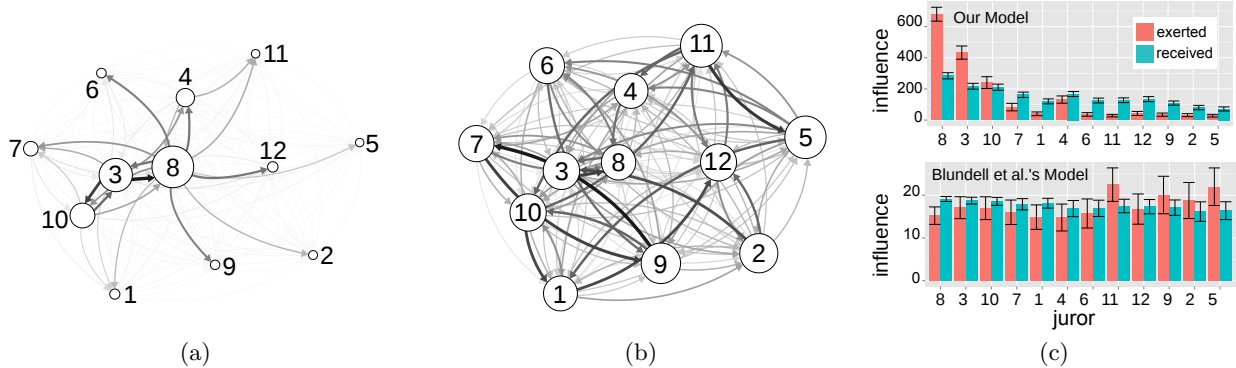 11
4
6
7
3
8
12
5
10
9
2
1
(a)
11
6
4
7
3
8
12
5
10
9
2
1
(b)
influence
600
400
200
0
Our Model
exerted
received
8 3 10 7 1 4 6 11 12 9 2 5
influence
20
10
0
Blundell et al.'s Model
8 3 10 7 1 4 6 11 12 9 2 5
juror
(c)